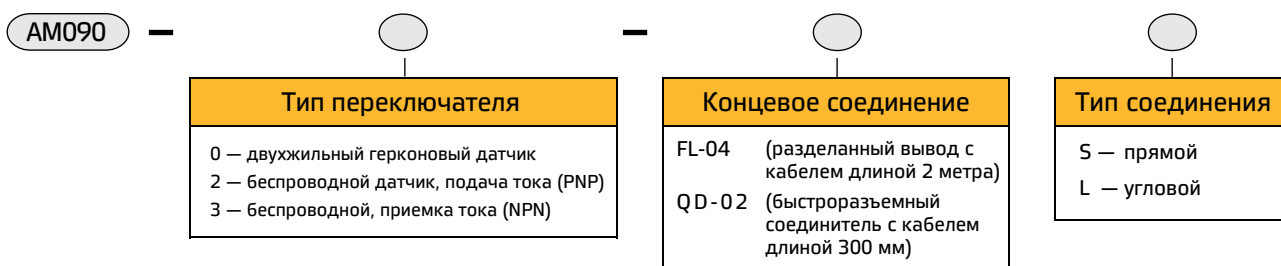 AM090 — —
Тип переключателя
0 — двухжильный герконовый датчик
2 — беспроводной датчик, подача тока (PNP)
3 — беспроводной, приемка тока (NPN)
Концевое соединение
FL-04 (разделанный вывод с
кабелем длиной 2 метра)
QD-02 (быстроразъемный
соединитель с кабелем
длиной 300 мм)
Тип соединения
S — прямой
L — угловой